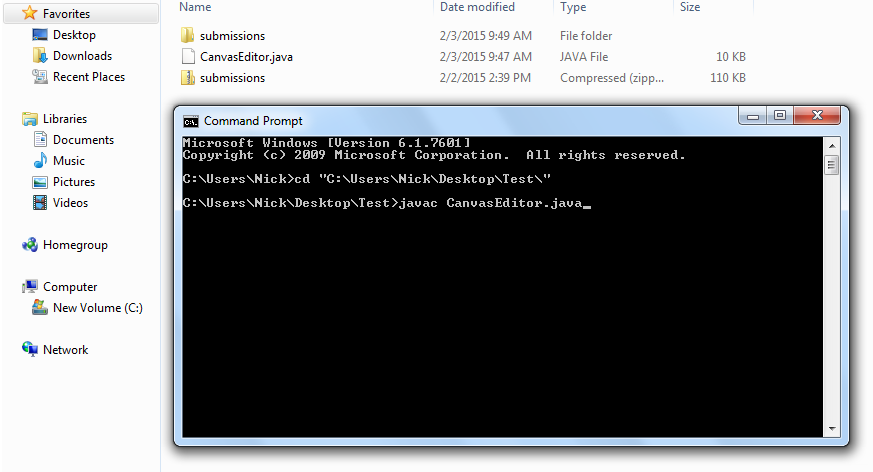 Favorites
Desktop
Downloads
Recent Places
Libraries
Documents
Music
Pictures
Videos
Homegroup
Computer
New Volume (C:)
Network
Name Date modified Type Size
submissions 2/3/2015 9:49 AM File folder
CanvasEditor.java 2/3/2015 9:47 AM JAVA File 10 KB
submissions 2/2/2015 2:39 PM Compressed (zipp... 110 KB
C:\. Command Prompt
Microsoft Windows [Version 6.1.7601]
Copyright (c) 2009 Microsoft Corporation.  All rights reserved.
C:\Users\Nick>cd "C:\Users\Nick\Desktop\Test\"
C:\Users\Nick\Desktop\Test>javac CanvasEditor.java_